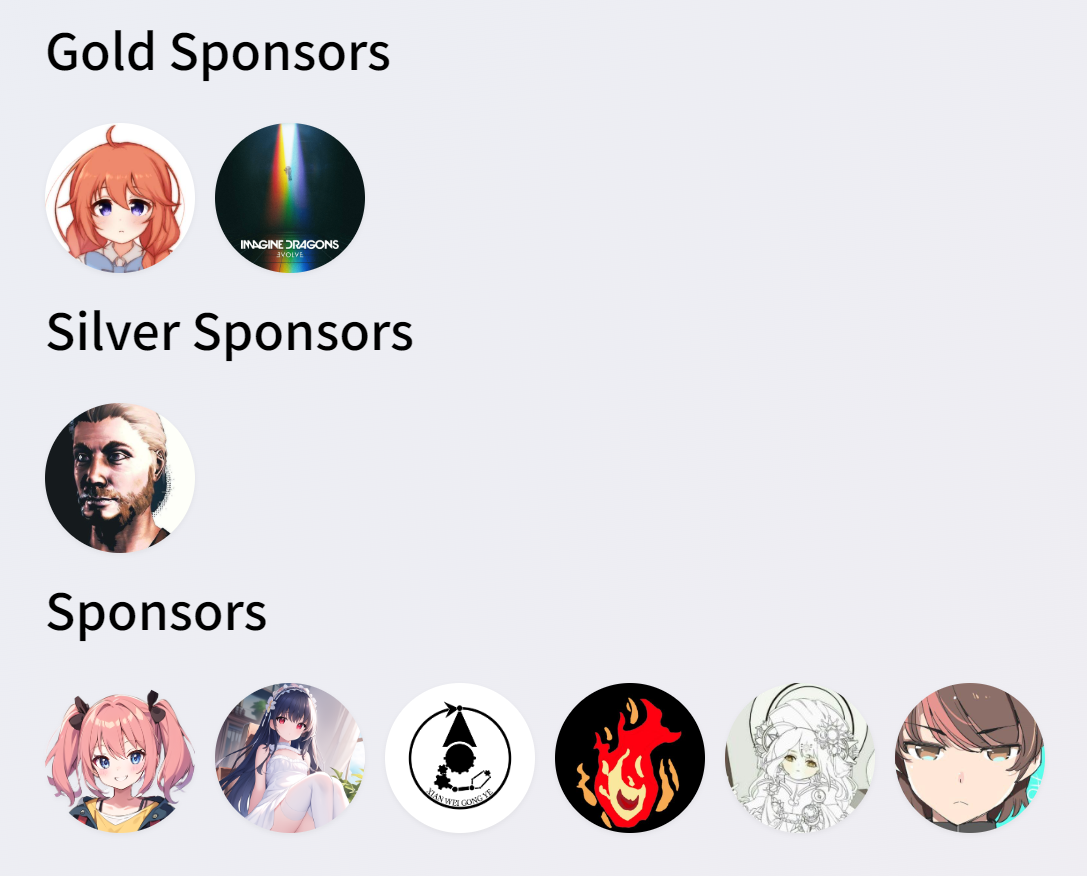 Gold Sponsors
IMAGINE DRAGONS
EVOLVE
Silver Sponsors
Sponsors
XIAN WEI GONG YE